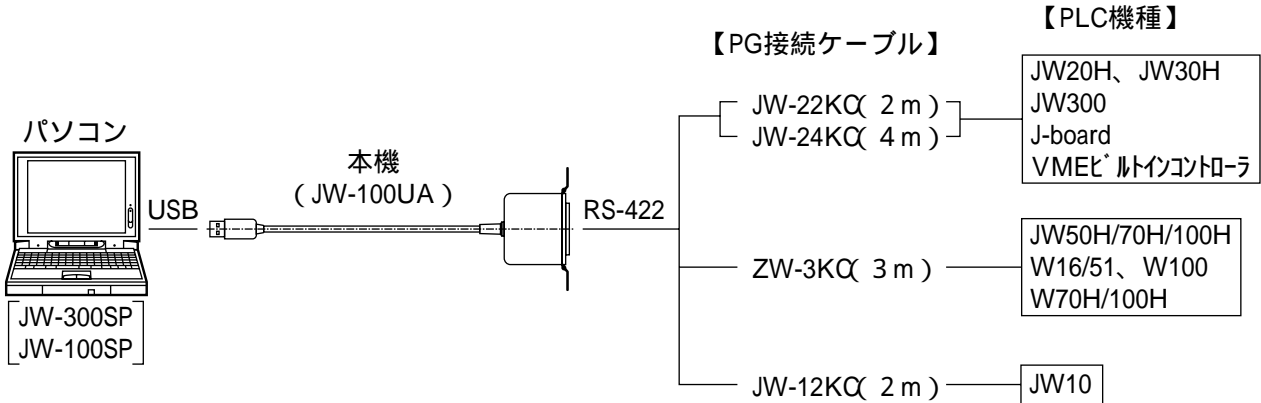 【PLC機種】
【PG接続ケーブル】
JW20H、JW30H
JW300
J-board
VMEビルトインコントローラ
JW-22KC(2m)
JW-24KC(4m)
パソコン
本機
(JW-100UA)
USB
RS-422
JW-300SP
JW-100SP
ZW-3KC(3m)
JW50H/70H/100H
W16/51、W100
W70H/100H
JW-12KC(2m)
JW10